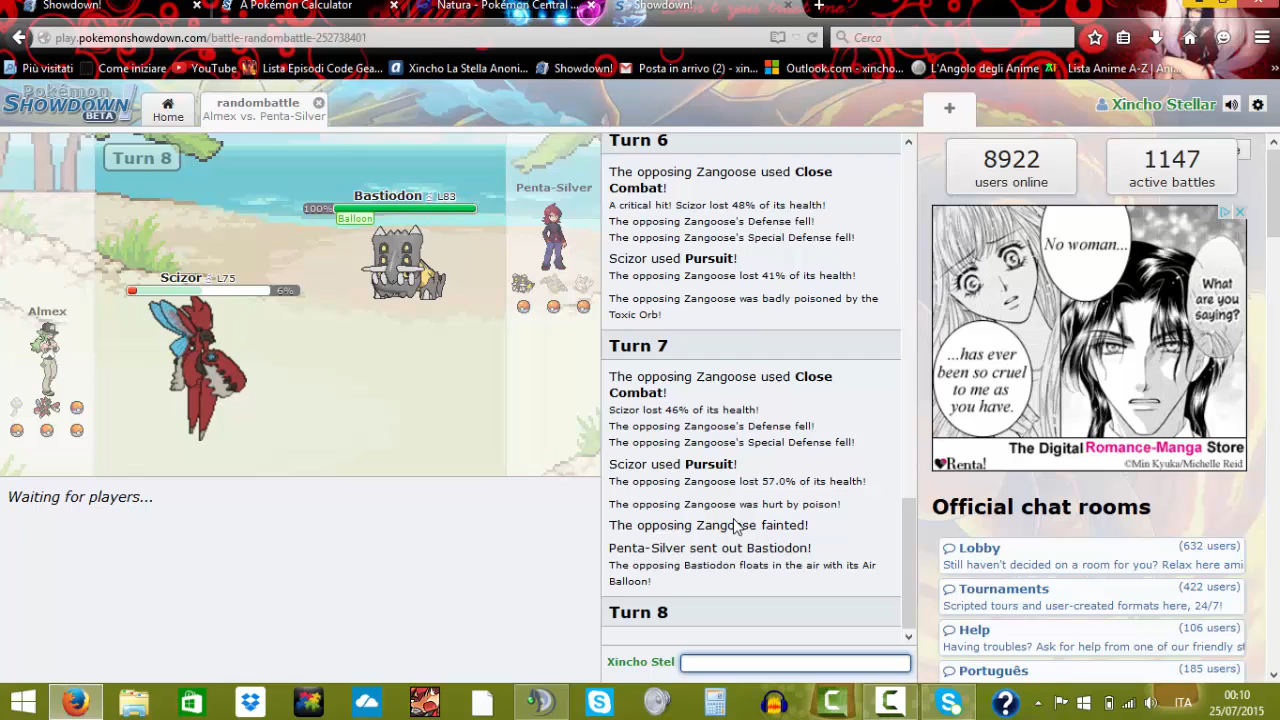 Showdown!
A Pokémon Calculator
Natura - Pokémon Central ...
Showdown!
play.pokemonshowdown.com/battle-randombattle-252738401
Cerca
Più visitati
Come iniziare
YouTube
Lista Episodi Code Gea...
Xincho La Stella Anoni...
Showdown!
Posta in arrivo (2) - xin...
Outlook.com - xincho...
L'Angolo degli Anime
Lista Anime A-Z | Ani...
Pokémon
SHOWDOWN!
BETA
Home
randombattle
Almex vs. Penta-Silver
Xincho Stellar
Turn 8
Bastiodon L83
100%
Balloon
Penta-Silver
Scizor L75
6%
Almex
Waiting for players...
Turn 6
The opposing Zangoose used Close
Combat!
A critical hit! Scizor lost 48% of its health!
The opposing Zangoose's Defense fell!
The opposing Zangoose's Special Defense fell!
Scizor used Pursuit!
The opposing Zangoose lost 41% of its health!
The opposing Zangoose was badly poisoned by the
Toxic Orb!
Turn 7
The opposing Zangoose used Close
Combat!
Scizor lost 46% of its health!
The opposing Zangoose's Defense fell!
The opposing Zangoose's Special Defense fell!
Scizor used Pursuit!
The opposing Zangoose lost 57.0% of its health!
The opposing Zangoose was hurt by poison!
The opposing Zangoose fainted!
Penta-Silver sent out Bastiodon!
The opposing Bastiodon floats in the air with its Air
Balloon!
Turn 8
Xincho Stel
8922
users online
1147
active battles
No woman...
What are you saying?
...has ever been so cruel to me as you have.
The Digital Romance-Manga Store
Renta!
©Min Kyuka/Michelle Reid
Official chat rooms
Lobby
(632 users)
Still haven't decided on a room for you? Relax here ami
Tournaments
(422 users)
Scripted tours and user-created formats here, 24/7!
Help
(106 users)
Having troubles? Ask for help from one of our friendly st
Português
(185 users)
ITA
00:10
25/07/2015